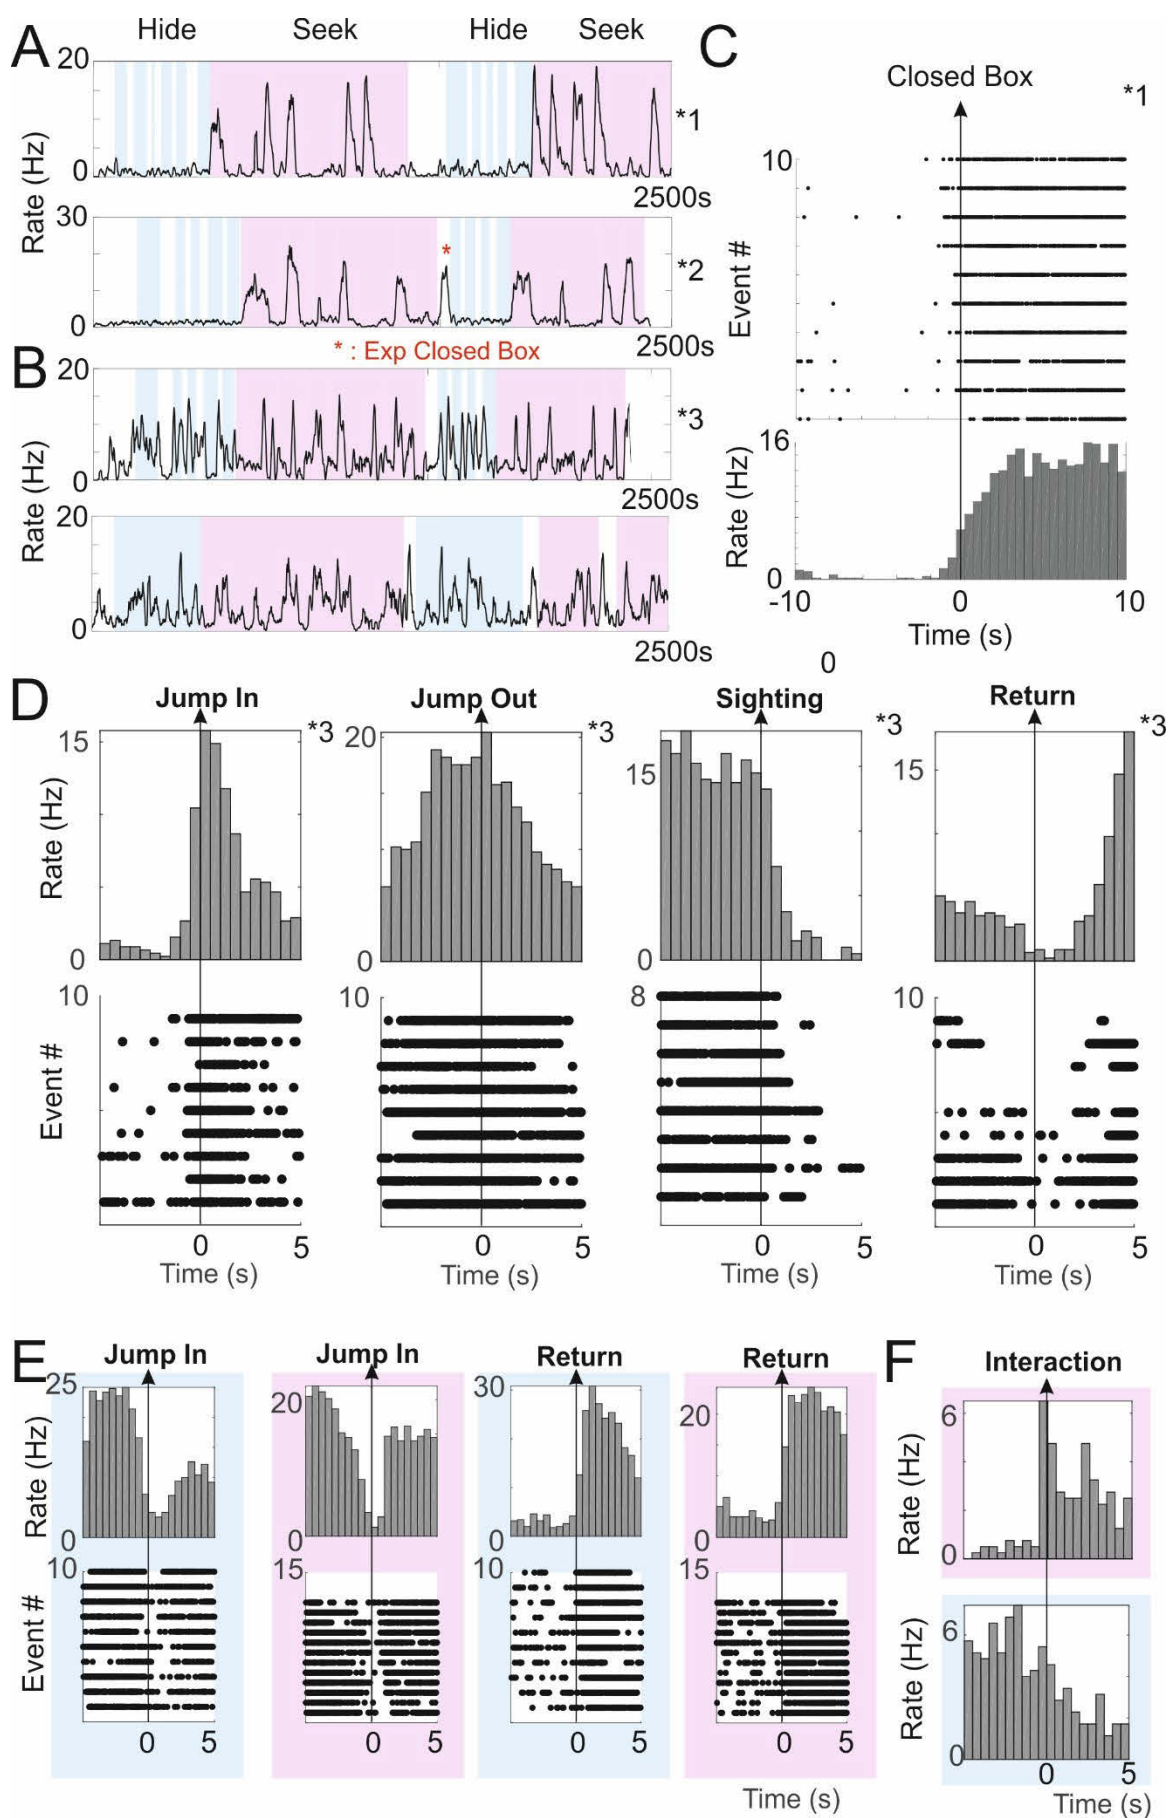 A
Hide Seek Hide Seek
20
0
Rate (Hz)
*1
2500s
30
0
*
*2
2500s
* : Exp Closed Box
B
20
0
Rate (Hz)
*3
2500s
20
0
2500s
C
Closed Box
*1
10
Event #
16
0
Rate (Hz)
-10 0 10
Time (s)
0
D
Jump In Jump Out Sighting Return
*3 *3 *3 *3
15 20 15 15
Rate (Hz)
0 0 0
10 10 8 10
Event #
0 5 0 5 0 5 0 5
Time (s) Time (s) Time (s) Time (s)
E
Jump In Jump In Return Return
25 20 30 20
Rate (Hz)
0 0 0 0
10 15 10 15
Event #
0 5 0 5 0 5 0 5
Time (s)
F
Interaction
6
Rate (Hz)
0
6
Rate (Hz)
0
0 5
Time (s)